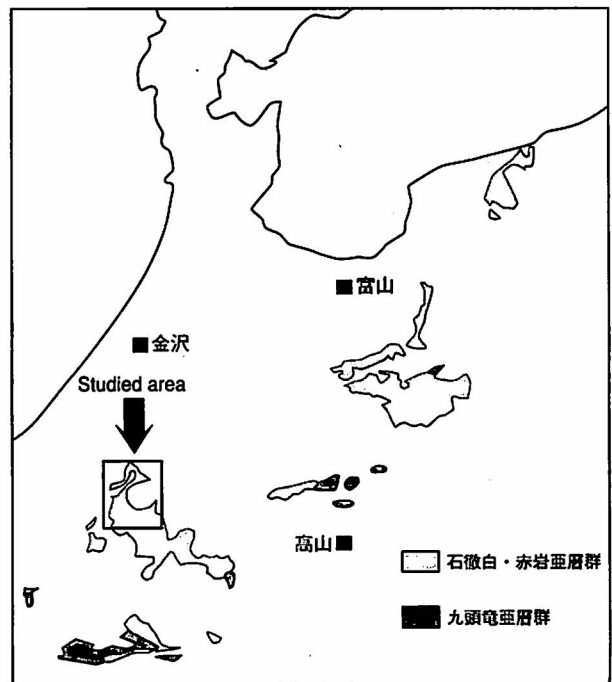 富山
金沢
Studied area
高山
石徹白・赤岩亜層群
九頭竜亜層群